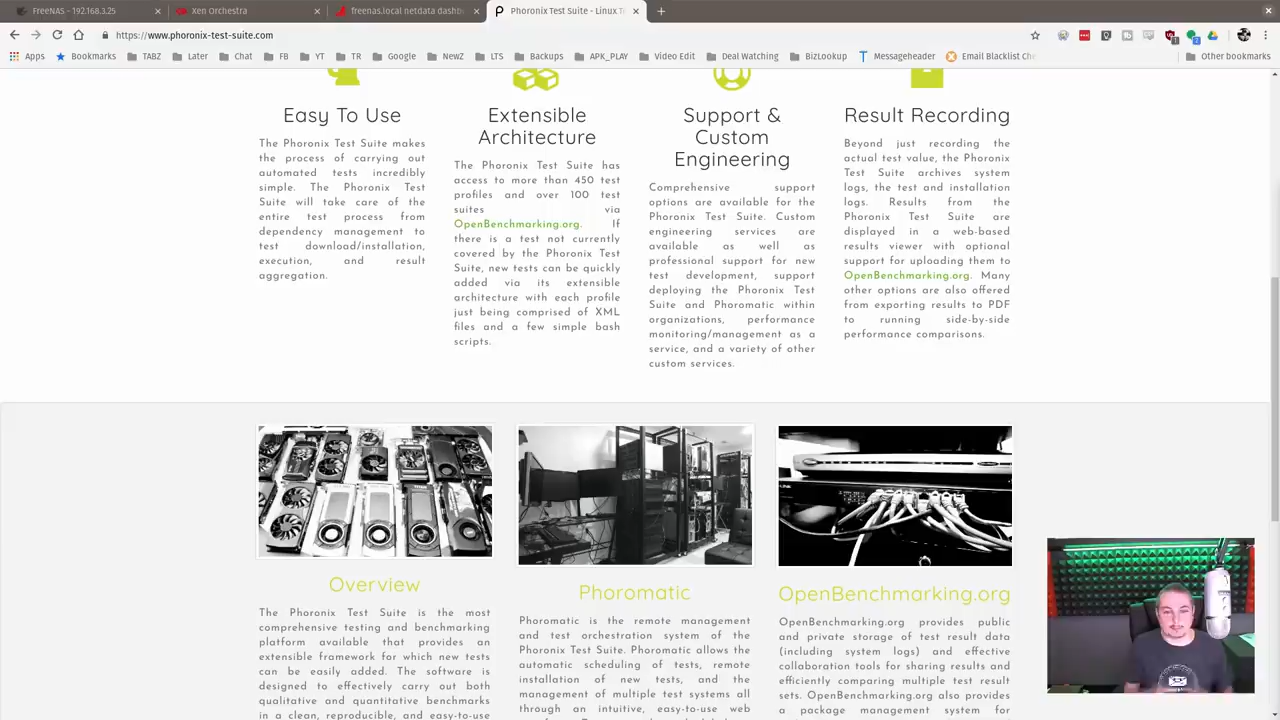 FreeNAS - 192.168.3.25
Xen Orchestra
freenas.local netdata dashb
Phoronix Test Suite - Linux,Te
https://www.phoronix-test-suite.com
Apps
Bookmarks
TABZ
Later
Chat
FB
YT
TR
Google
NewZ
LTS
Backups
APK_PLAY
Video Edit
Deal Watching
BizLookup
Messageheader
Email Blacklist Che
Other bookmarks
Easy To Use
The Phoronix Test Suite makes
the process of carrying out
automated tests incredibly
simple. The Phoronix Test
Suite will take care of the
entire test process from
dependency management to
test download/installation,
execution, and result
aggregation.
Extensible
Architecture
The Phoronix Test Suite has
access to more than 450 test
profiles and over 100 test
suites via
OpenBenchmarking.org. If
there is a test not currently
covered by the Phoronix Test
Suite, new tests can be quickly
added via its extensible
architecture with each profile
just being comprised of XML
files and a few simple bash
scripts.
Support &
Custom
Engineering
Comprehensive support
options are available for the
Phoronix Test Suite. Custom
engineering services are
available as well as
professional support for new
test development, support
deploying the Phoronix Test
Suite and Phoromatic within
organizations, performance
monitoring/management as a
service, and a variety of other
custom services.
Result Recording
Beyond just recording the
actual test value, the Phoronix
Test Suite archives system
logs, the test and installation
logs. Results from the
Phoronix Test Suite are
displayed in a web-based
results viewer with optional
support for uploading them to
OpenBenchmarking.org. Many
other options are also offered
from exporting results to PDF
to running side-by-side
performance comparisons.
Overview
The Phoronix Test Suite is the most
comprehensive testing and benchmarking
platform available that provides an
extensible framework for which new tests
can be easily added. The software is
designed to effectively carry out both
qualitative and quantitative benchmarks
in a clean, reproducible, and easy-to-use
Phoromatic
Phoromatic is the remote management
and test orchestration system of the
Phoronix Test Suite. Phoromatic allows the
automatic scheduling of tests, remote
installation of new tests, and the
management of multiple test systems all
through an intuitive, easy-to-use web
OpenBenchmarking.org
OpenBenchmarking.org provides public
and private storage of test result data
(including system logs) and effective
collaboration tools for sharing results and
efficiently comparing multiple test result
sets. OpenBenchmarking.org also provides
a package management system for